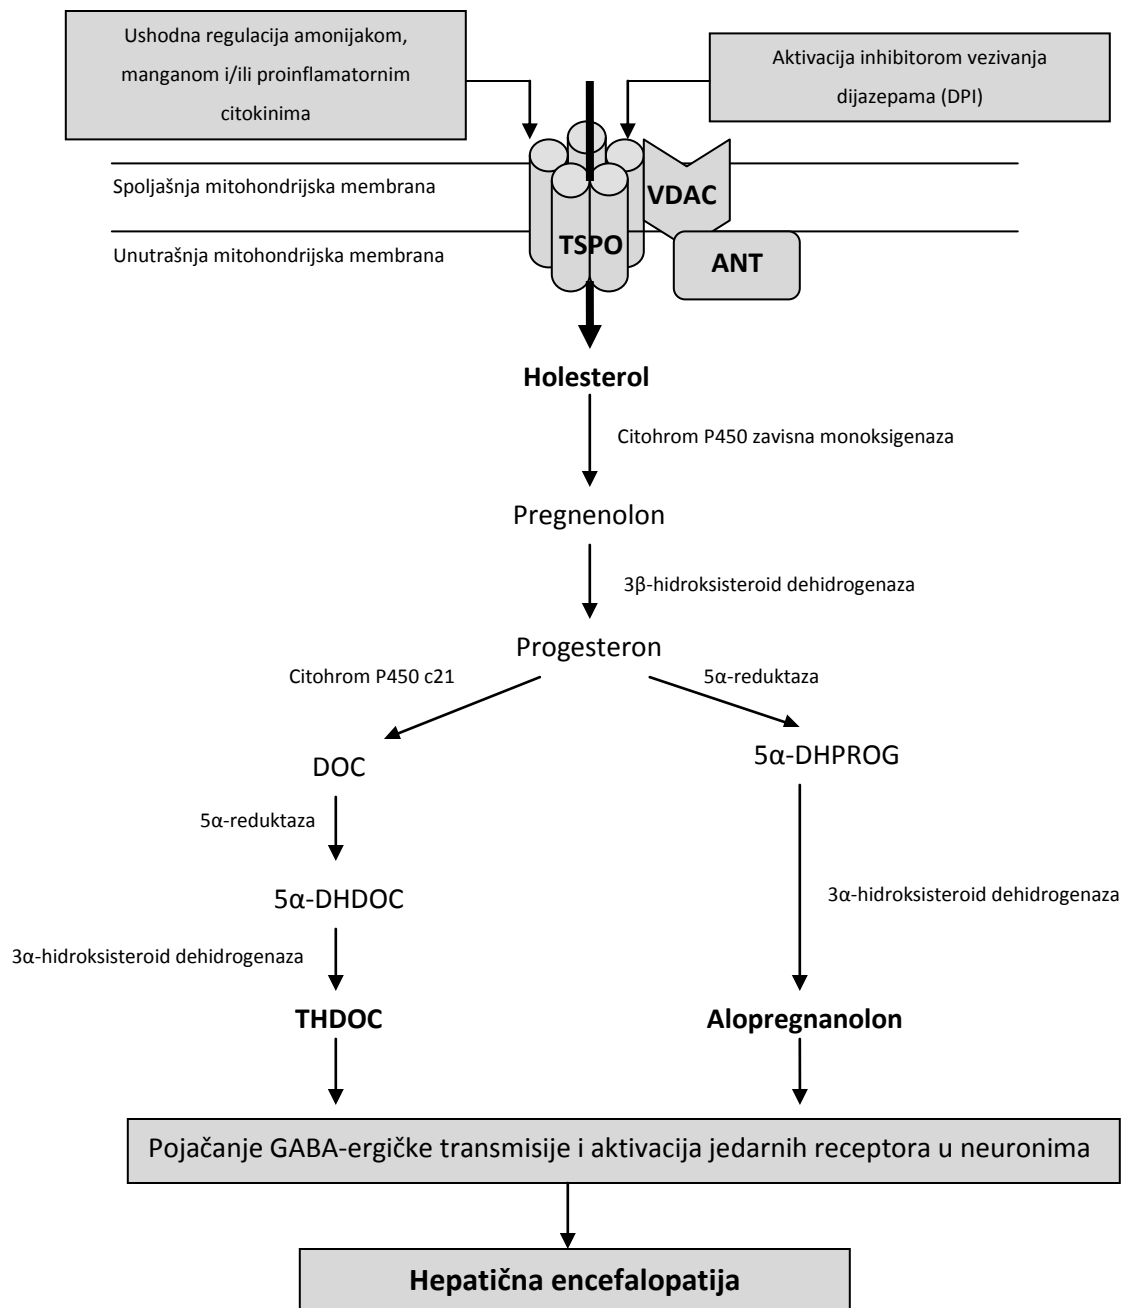 Ushodna regulacija amonijakom,
manganom i/ili proinflamatornim
citokinima
Aktivacija inhibitorom vezivanja
dijazepama (DPI)
Spoljašnja mitohondrijska membrana
VDAC
TSPO
Unutrašnja mitohondrijska membrana
ANT
Holesterol
Citohrom P450 zavisna monoksigenaza
Pregnenolon
3β-hidroksisteroid dehidrogenaza
Progesteron
Citohrom P450 c21
5α-reduktaza
DOC
5α-DHPROG
5α-reduktaza
5α-DHDOC
3α-hidroksisteroid dehidrogenaza
3α-hidroksisteroid dehidrogenaza
THDOC
Alopregnanolon
Pojačanje GABA-ergičke transmisije i aktivacija jedarnih receptora u neuronima
Hepatična encefalopatija